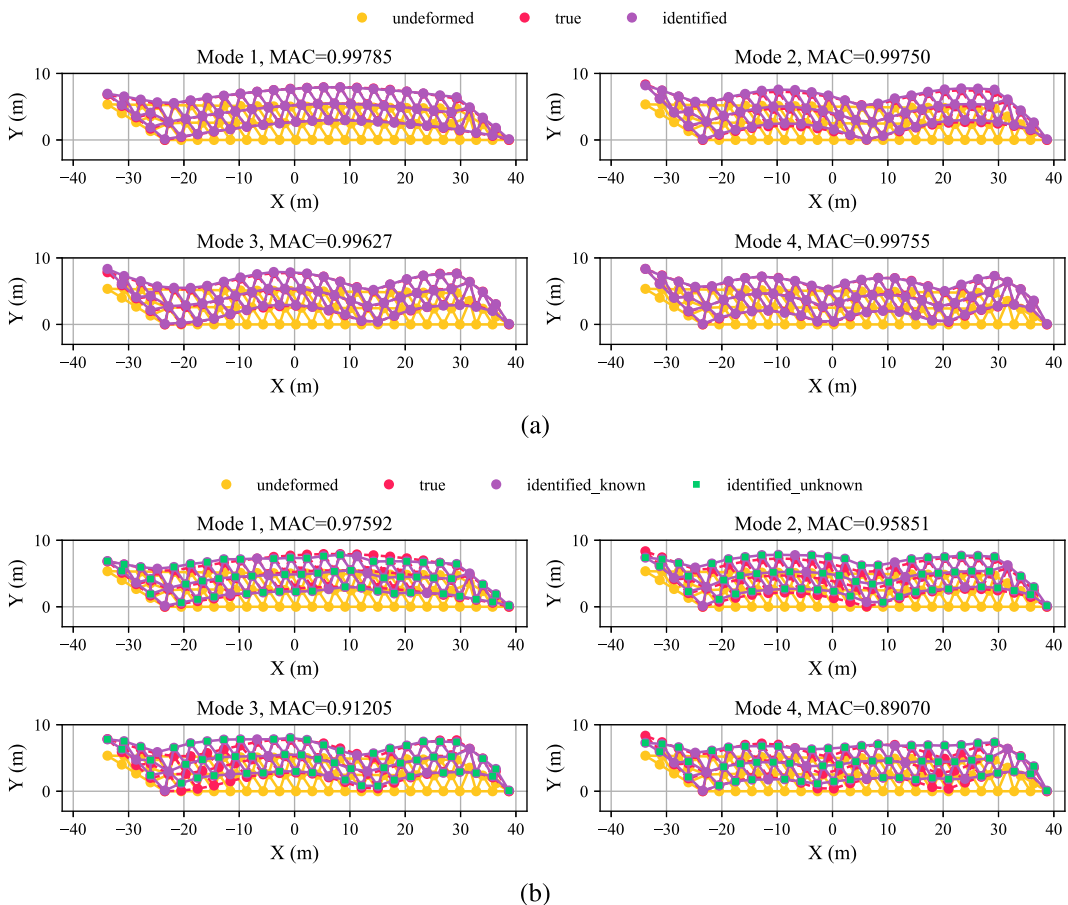 undeformed true identified
Mode 1, MAC=0.99785
10
0
Y (m)
−40 −30 −20 −10 0 10 20 30 40
X (m)
Mode 2, MAC=0.99750
10
0
Y (m)
−40 −30 −20 −10 0 10 20 30 40
X (m)
Mode 3, MAC=0.99627
10
0
Y (m)
−40 −30 −20 −10 0 10 20 30 40
X (m)
Mode 4, MAC=0.99755
10
0
Y (m)
−40 −30 −20 −10 0 10 20 30 40
X (m)
(a)
undeformed true identified_known identified_unknown
Mode 1, MAC=0.97592
10
0
Y (m)
−40 −30 −20 −10 0 10 20 30 40
X (m)
Mode 2, MAC=0.95851
10
0
Y (m)
−40 −30 −20 −10 0 10 20 30 40
X (m)
Mode 3, MAC=0.91205
10
0
Y (m)
−40 −30 −20 −10 0 10 20 30 40
X (m)
Mode 4, MAC=0.89070
10
0
Y (m)
−40 −30 −20 −10 0 10 20 30 40
X (m)
(b)